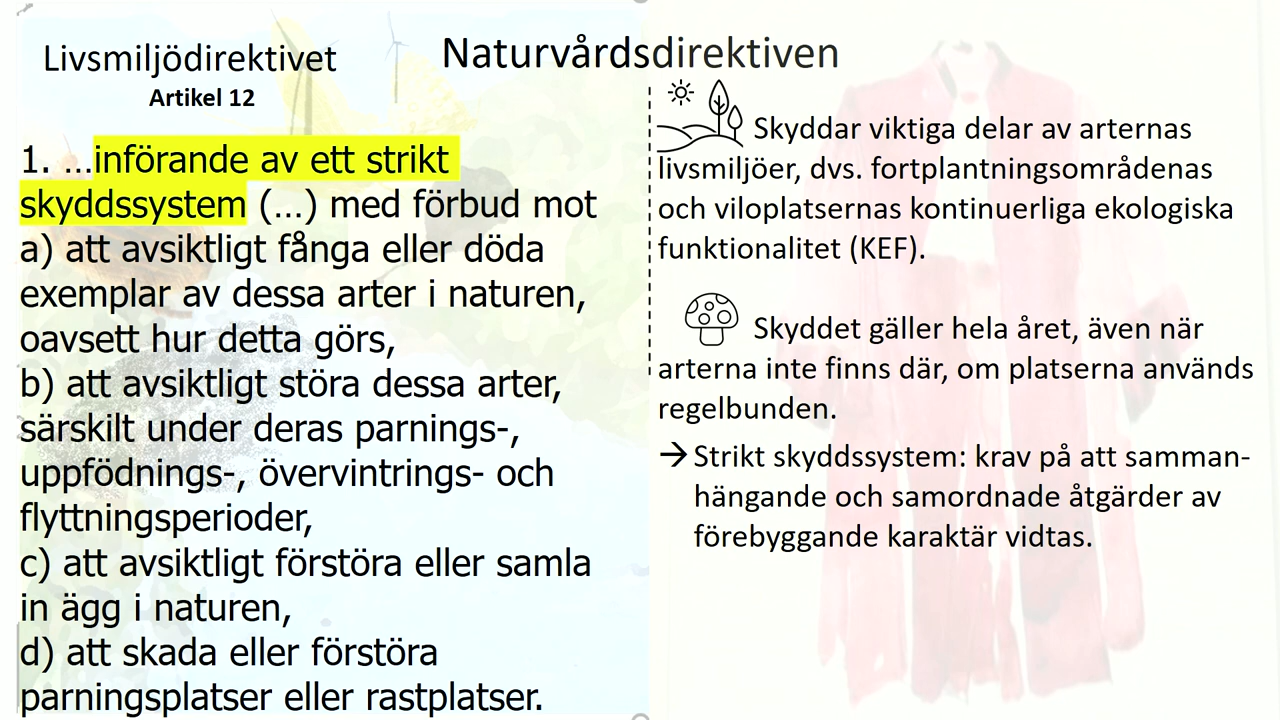 Naturvårdsdirektiven
Livsmiljödirektivet
Artikel 12
1. …införande av ett strikt
skyddssystem (…) med förbud mot
a) att avsiktligt fånga eller döda
exemplar av dessa arter i naturen,
oavsett hur detta görs,
b) att avsiktligt störa dessa arter,
särskilt under deras parnings-,
uppfödnings-, övervintrings- och
flyttningsperioder,
c) att avsiktligt förstöra eller samla
in ägg i naturen,
d) att skada eller förstöra
parningsplatser eller rastplatser.
Skyddar viktiga delar av arternas
livsmiljöer, dvs. fortplantningsområdenas
och viloplatsernas kontinuerliga ekologiska
funktionalitet (KEF).
Skyddet gäller hela året, även när
arterna inte finns där, om platserna används
regelbunden.
→ Strikt skyddssystem: krav på att samman-
hängande och samordnade åtgärder av
förebyggande karaktär vidtas.